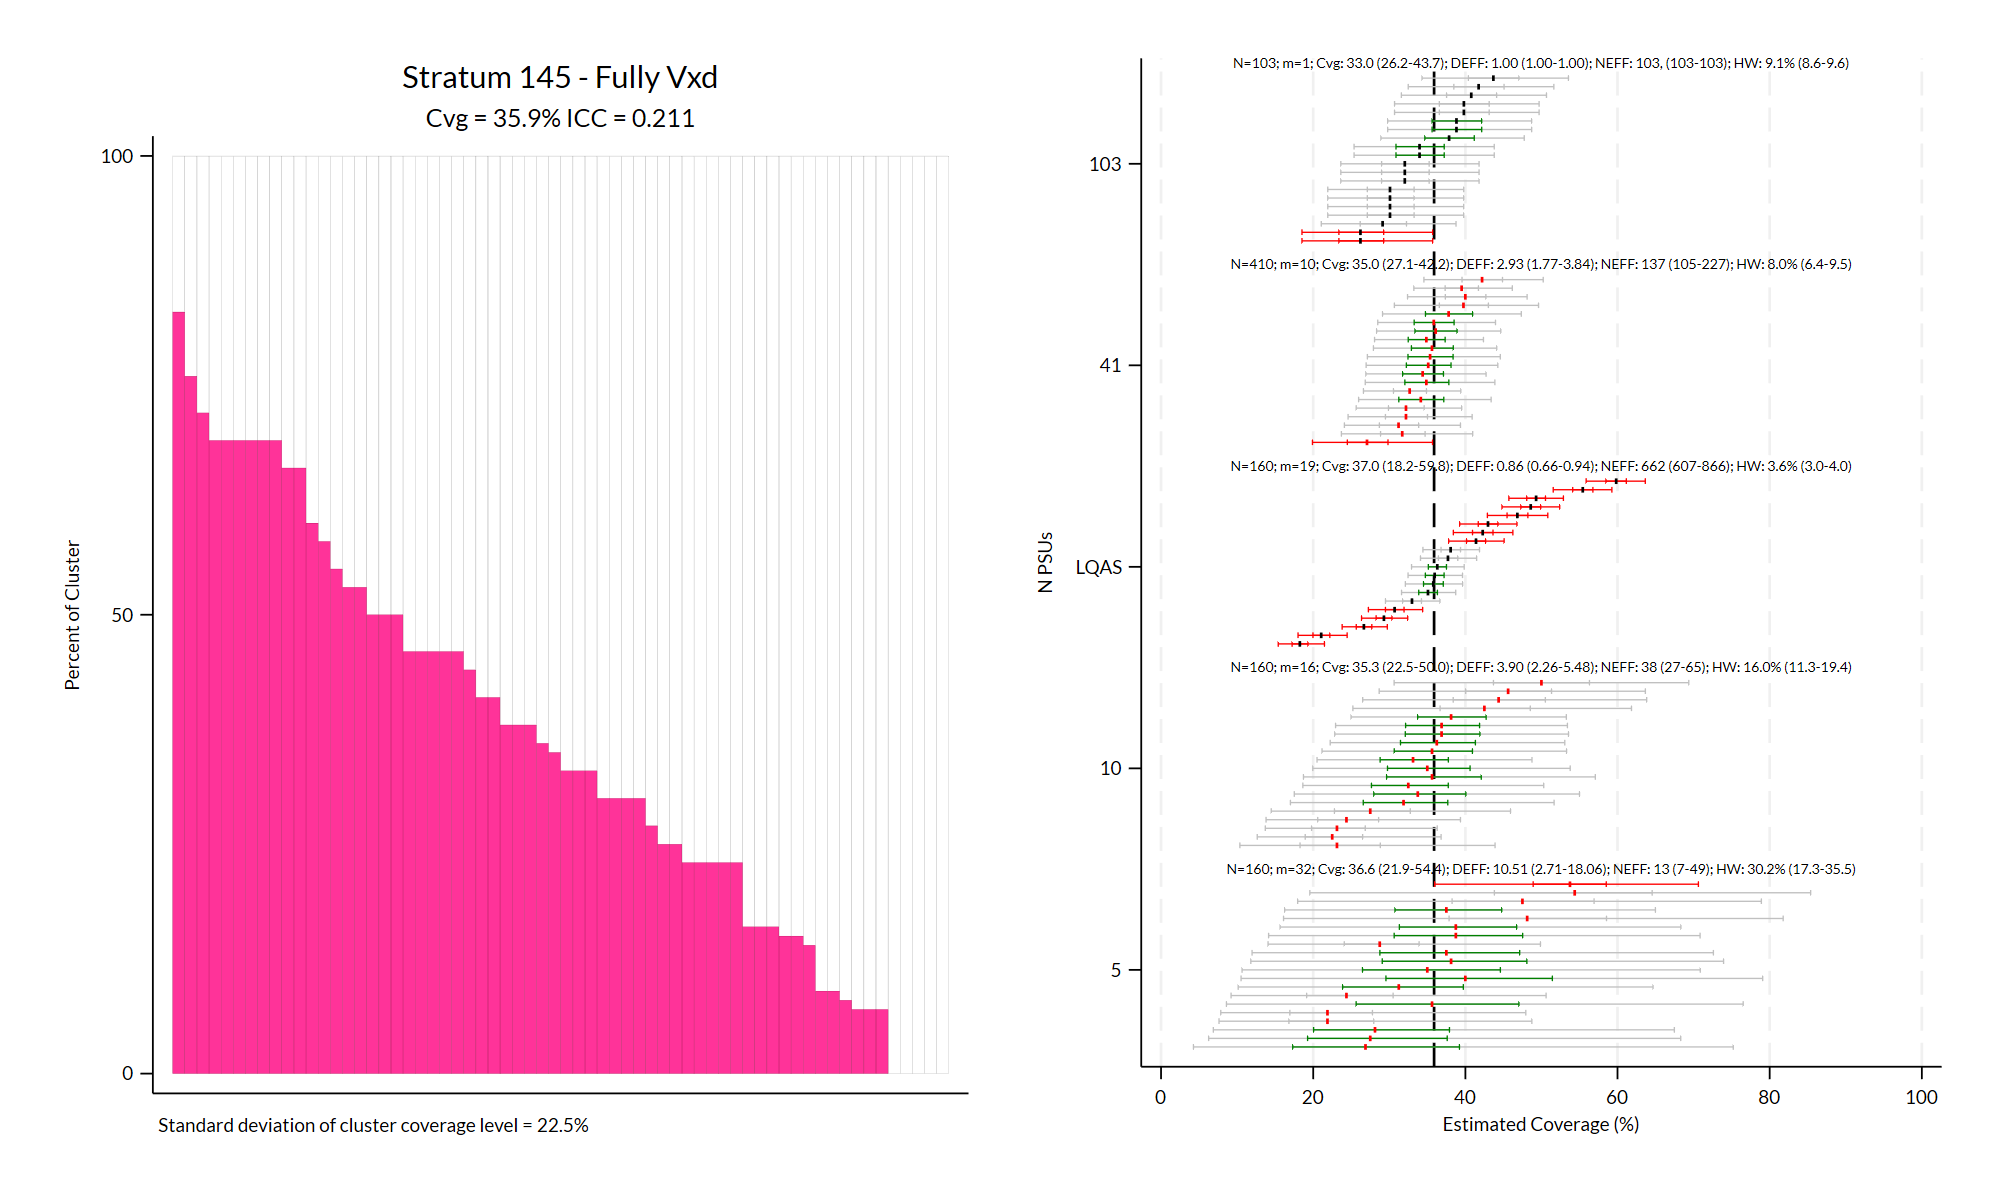 Stratum 145 - Fully Vxd
Cvg = 35.9% ICC = 0.211
Percent of Cluster
100
50
0
Standard deviation of cluster coverage level = 22.5%
N PSUs
103
41
LQAS
10
5
N=103; m=1; Cvg: 33.0 (26.2-43.7); DEFF: 1.00 (1.00-1.00); NEFF: 103, (103-103); HW: 9.1% (8.6-9.6)
N=410; m=10; Cvg: 35.0 (27.1-42.2); DEFF: 2.93 (1.77-3.84); NEFF: 137 (105-227); HW: 8.0% (6.4-9.5)
N=160; m=19; Cvg: 37.0 (18.2-59.8); DEFF: 0.86 (0.66-0.94); NEFF: 662 (607-866); HW: 3.6% (3.0-4.0)
N=160; m=16; Cvg: 35.3 (22.5-50.0); DEFF: 3.90 (2.26-5.48); NEFF: 38 (27-65); HW: 16.0% (11.3-19.4)
N=160; m=32; Cvg: 36.6 (21.9-54.4); DEFF: 10.51 (2.71-18.06); NEFF: 13 (7-49); HW: 30.2% (17.3-35.5)
0 20 40 60 80 100
Estimated Coverage (%)